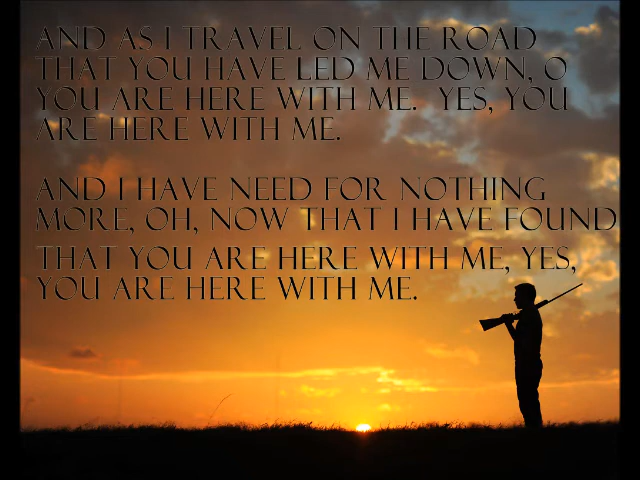 AND AS I TRAVEL ON THE ROAD
THAT YOU HAVE LED ME DOWN, O
YOU ARE HERE WITH ME.  YES, YOU
ARE HERE WITH ME.
AND I HAVE NEED FOR NOTHING
MORE, OH, NOW THAT I HAVE FOUND
THAT YOU ARE HERE WITH ME, YES,
YOU ARE HERE WITH ME.